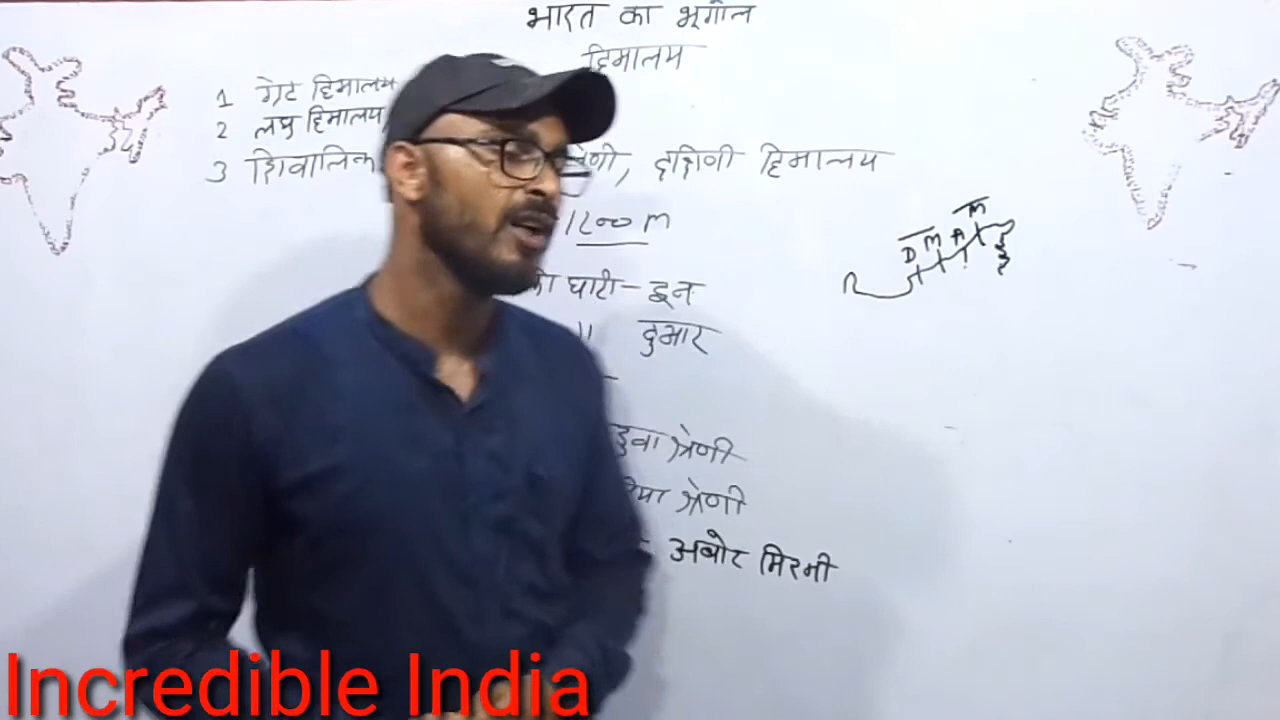 भारत का भूगोल
हिमालय
1 ग्रेट हिमालय
2 लघु हिमालय
3 शिवालिक श्रेणी, दक्षिणी हिमालय
1200 m
D M A M
की घाटी - दून
" दुआर
श्रेणी
श्रेणी
- अबोट मिरमी
Incredible India